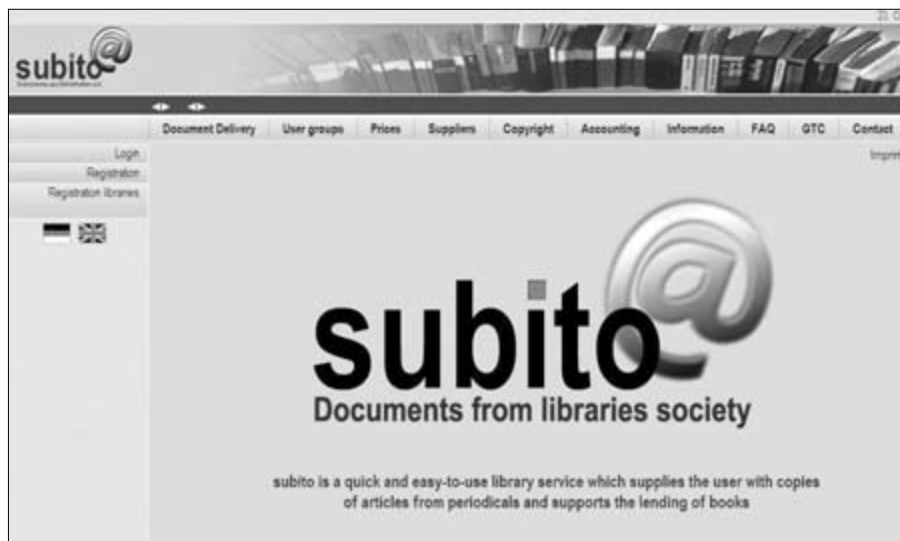 subito
Document Delivery User groups Prices Suppliers Copyright Accounting Information FAQ GTC Contact
Login
Imprint
Registration
Registration libraries
subito@
Documents from libraries society
subito is a quick and easy-to-use library service which supplies the user with copies
of articles from periodicals and supports the lending of books